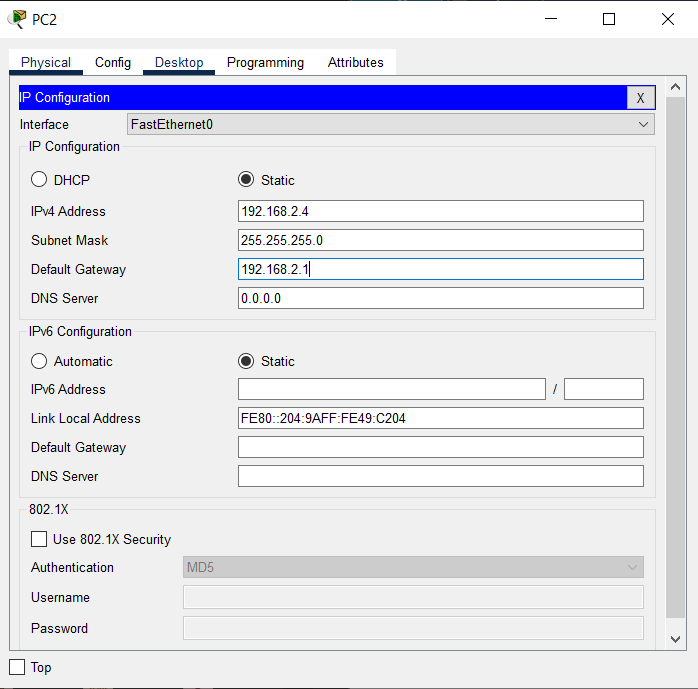 PC2
Physical Config Desktop Programming Attributes
IP Configuration X
Interface FastEthernet0
IP Configuration
DHCP Static
IPv4 Address 192.168.2.4
Subnet Mask 255.255.255.0
Default Gateway 192.168.2.1
DNS Server 0.0.0.0
IPv6 Configuration
Automatic Static
IPv6 Address /
Link Local Address FE80::204:9AFF:FE49:C204
Default Gateway
DNS Server
802.1X
Use 802.1X Security
Authentication MD5
Username
Password
Top